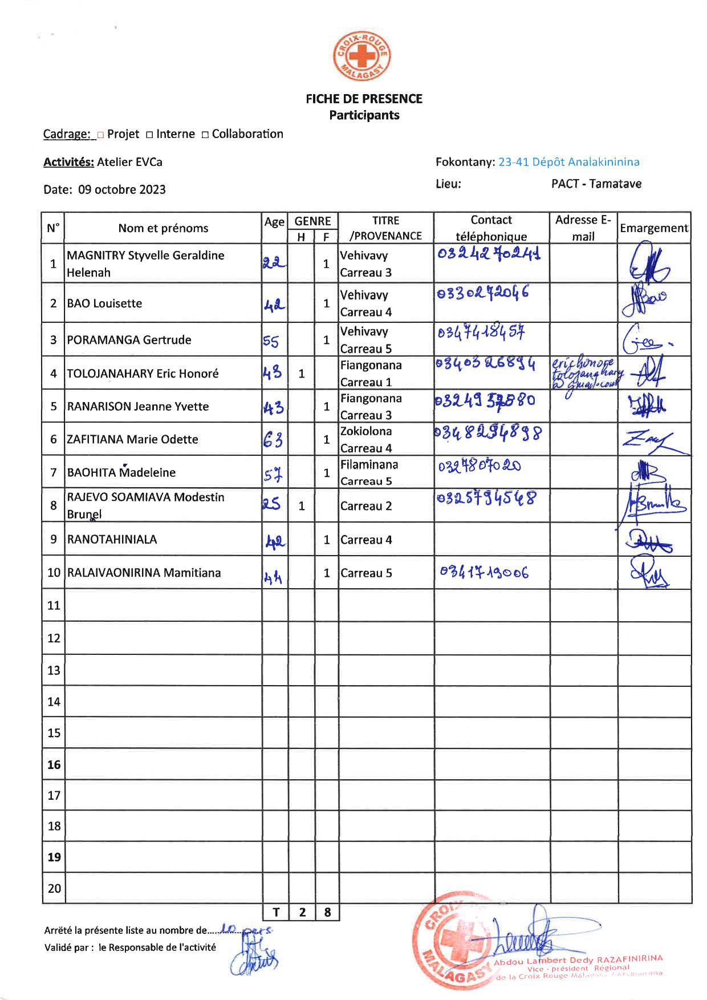 CROIX-ROUGE
MALAGASY
FICHE DE PRESENCE
Participants
Cadrage: □ Projet □ Interne □ Collaboration
Activités: Atelier EVCa
Fokontany: 23-41 Dépôt Analakininina
Date: 09 octobre 2023
Lieu: PACT - Tamatave
N° Nom et prénoms Age GENRE H F TITRE /PROVENANCE Contact téléphonique Adresse E-mail Emargement
1 MAGNITRY Styvelle Geraldine Helenah 22 1 Vehivavy Carreau 3 0324270241
2 BAO Louisette 42 1 Vehivavy Carreau 4 0330272046 Bao
3 PORAMANGA Gertrude 55 1 Vehivavy Carreau 5 0347418457
4 TOLOJANAHARY Eric Honoré 43 1 Fiangonana Carreau 1 0340326894 erichonore tolojanahary @gmail.com
5 RANARISON Jeanne Yvette 43 1 Fiangonana Carreau 3 03249 80
6 ZAFITIANA Marie Odette 63 1 Zokiolona Carreau 4 0348294898
7 BAOHITA Madeleine 57 1 Filaminana Carreau 5 0327807020
8 RAJEVO SOAMIAVA Modestin Brunel 25 1 Carreau 2 0325794548
9 RANOTAHINIALA 42 1 Carreau 4
10 RALAIVAONIRINA Mamitiana 44 1 Carreau 5 0341719006
11
12
13
14
15
16
17
18
19
20
T 2 8
Arrêté la présente liste au nombre de...... 10 pers.
Validé par : le Responsable de l'activité
CROIX
MALAGASY
Abdou Lambert Dedy RAZAFINIRINA
Vice - président Régional
de la Croix Rouge Malagasy